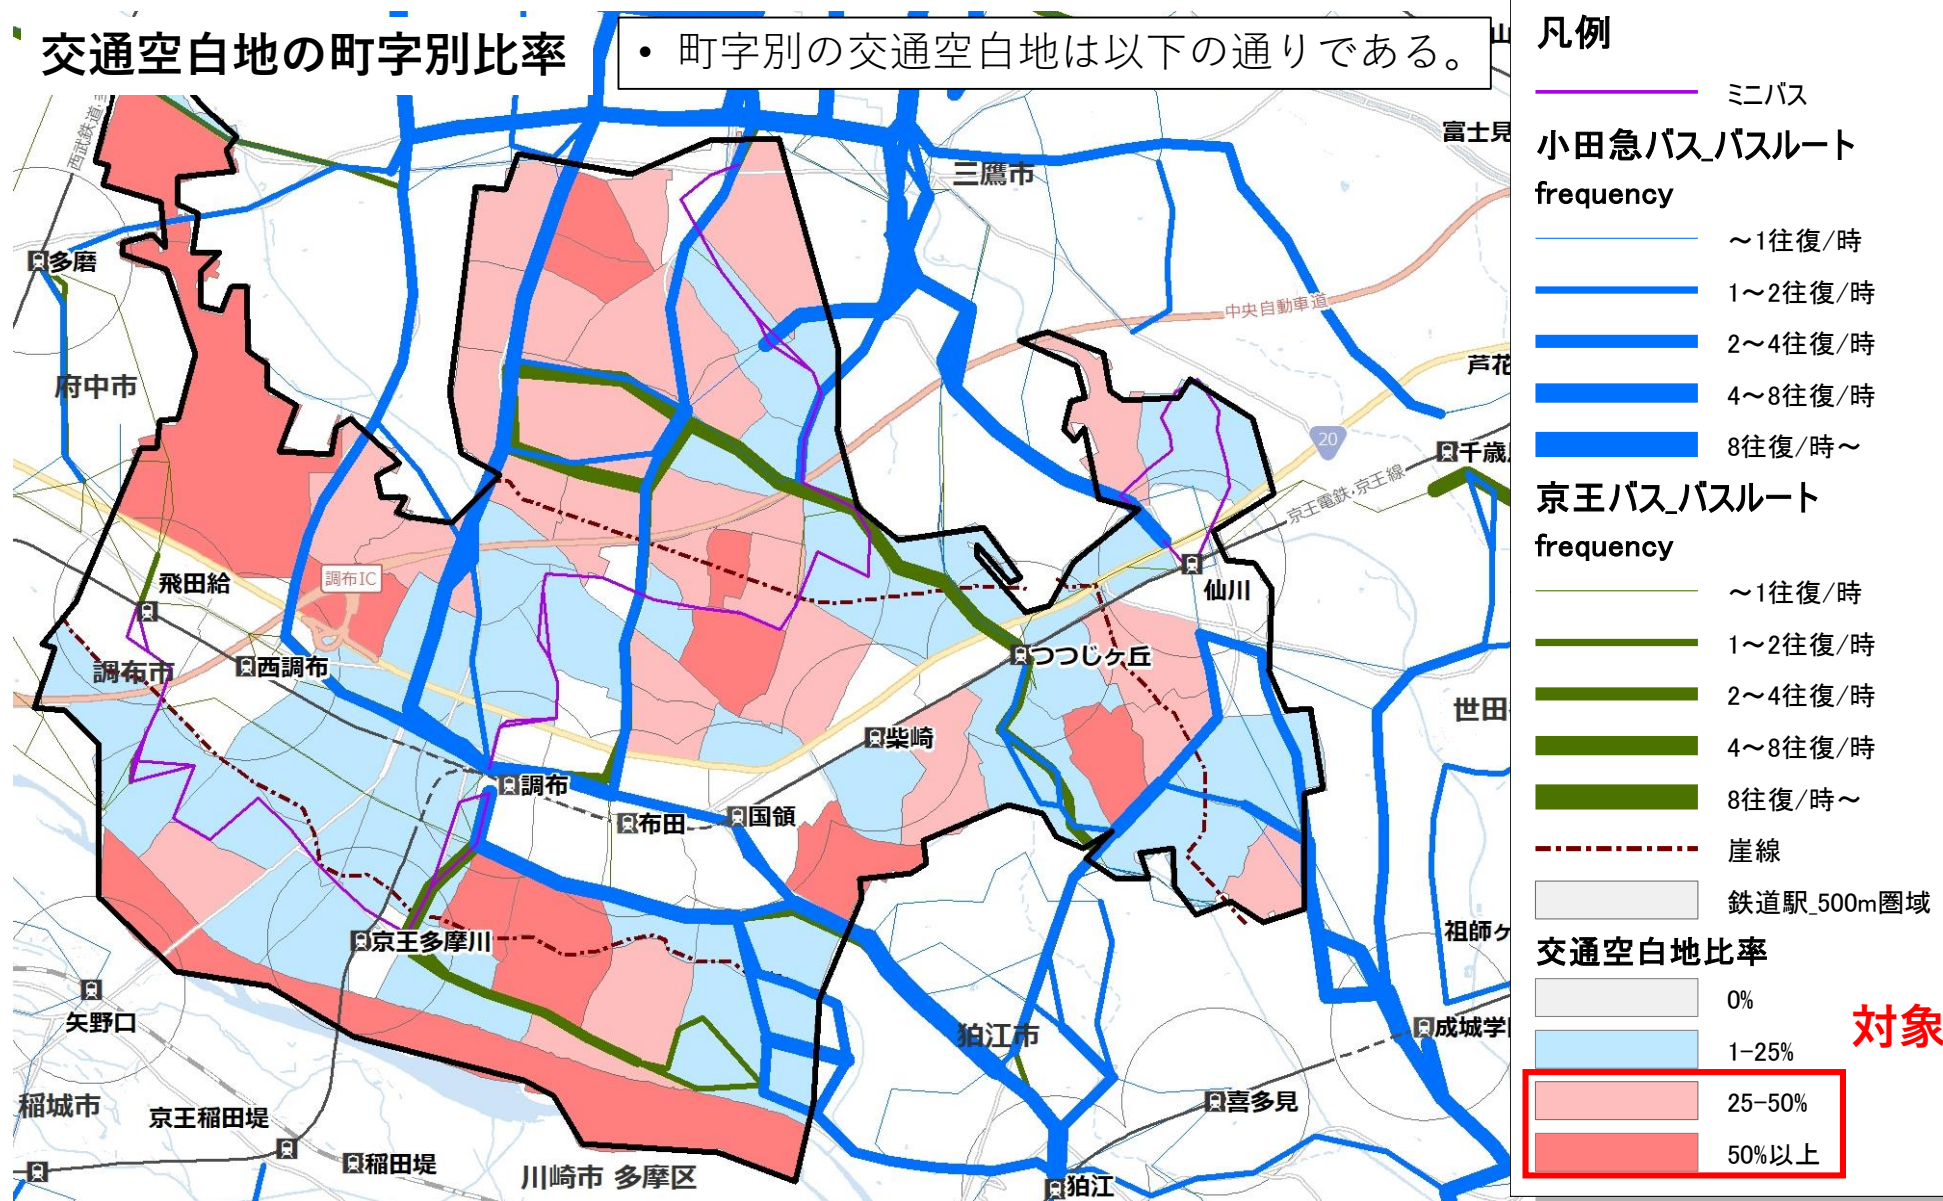 交通空白地の町字別比率
• 町字別の交通空白地は以下の通りである。
西武鉄道・
富士見
三鷹市
多磨
中央自動車道
府中市
芦花
20
千歳
京王電鉄・京王線
調布IC
飛田給
仙川
調布市
西調布
つつじヶ丘
世田
柴崎
調布
布田
国領
京王多摩川
祖師ヶ
矢野口
狛江市
成城学
稲城市
京王稲田堤
喜多見
稲田堤
川崎市 多摩区
狛江
凡例
ミニバス
小田急バス_バスルート
frequency
～1往復/時
1～2往復/時
2～4往復/時
4～8往復/時
8往復/時～
京王バス_バスルート
frequency
～1往復/時
1～2往復/時
2～4往復/時
4～8往復/時
8往復/時～
崖線
鉄道駅_500m圏域
交通空白地比率
0%
1-25%
25-50%
50%以上
対象